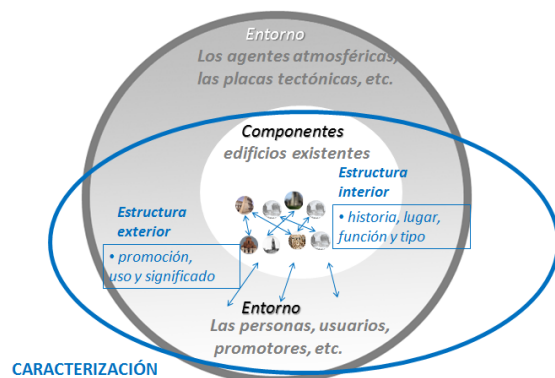 Entorno
Los agentes atmosféricas,
las placas tectónicas, etc.
Componentes
edificios existentes
Estructura
interior
• historia, lugar,
función y tipo
Estructura
exterior
• promoción,
uso y significado
Entorno
Las personas, usuarios,
promotores, etc.
CARACTERIZACIÓN